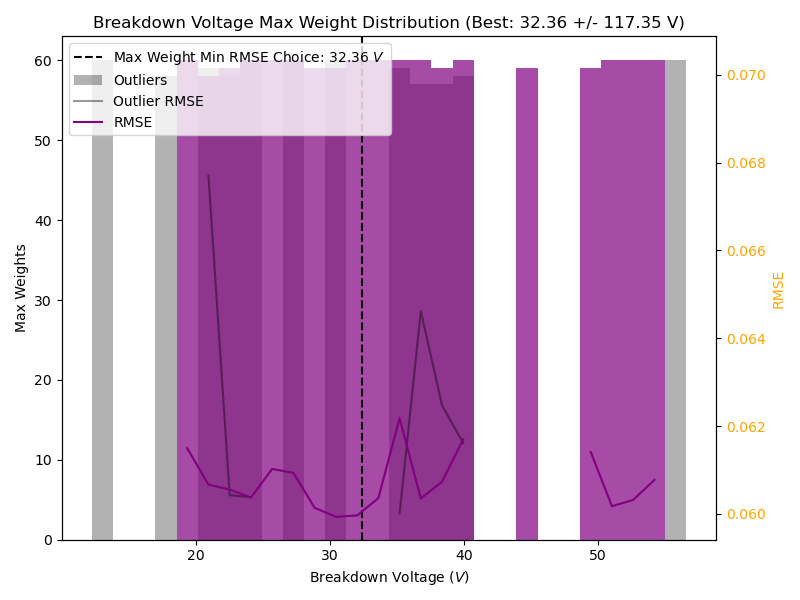 Breakdown Voltage Max Weight Distribution (Best: 32.36 +/- 117.35 V)
Max Weight Min RMSE Choice: 32.36 V
Outliers
Outlier RMSE
RMSE
60
50
40
30
20
10
0
Max Weights
20
30
40
50
Breakdown Voltage (V)
0.070
0.068
0.066
0.064
0.062
0.060
RMSE